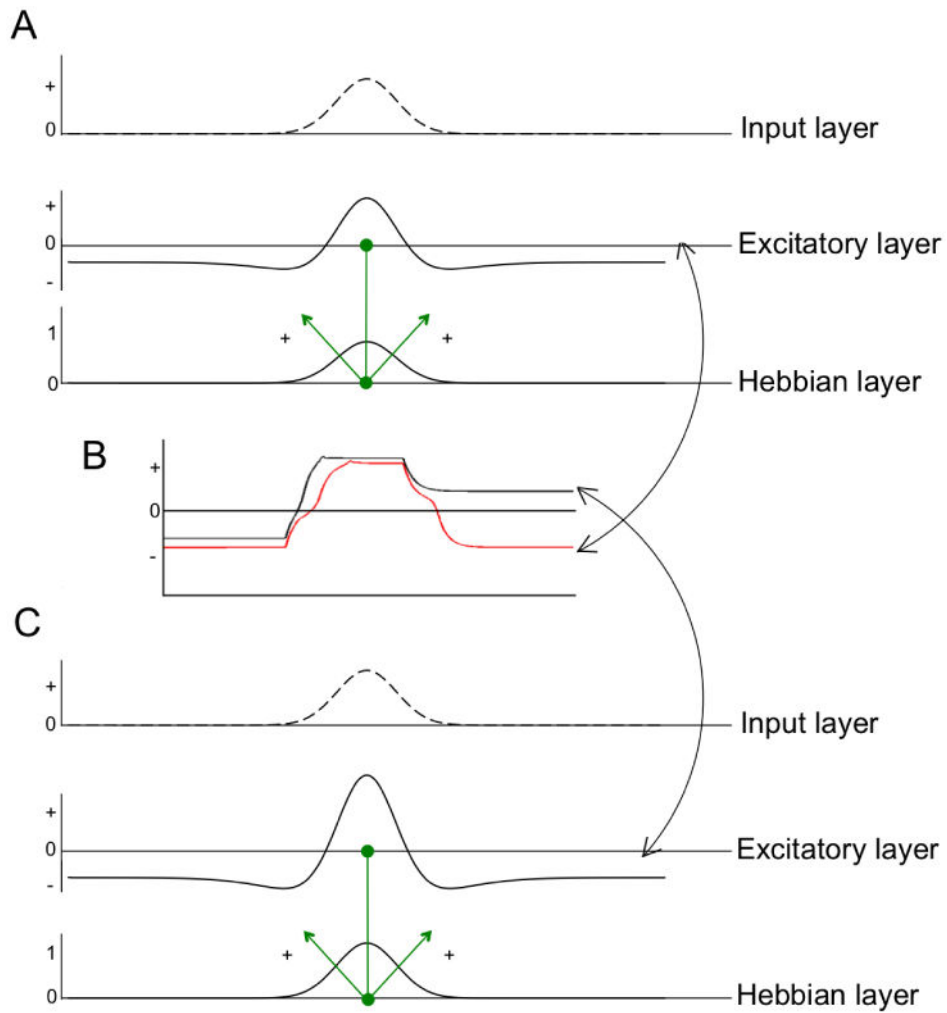 A
+
0
Input layer
+
0
-
Excitatory layer
1
0
+
+
Hebbian layer
B
+
0
-
C
+
0
Input layer
+
0
-
Excitatory layer
1
0
+
+
Hebbian layer